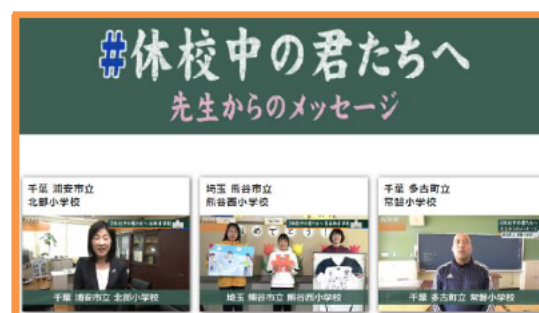 #休校中の君たちへ
先生からのメッセージ
千葉 浦安市立
北部小学校
埼玉 熊谷市立
熊谷西小学校
千葉 多古町立
常磐小学校
千葉 浦安市立 北部小学校
埼玉 熊谷市立 熊谷西小学校
千葉 多古町立 常磐小学校